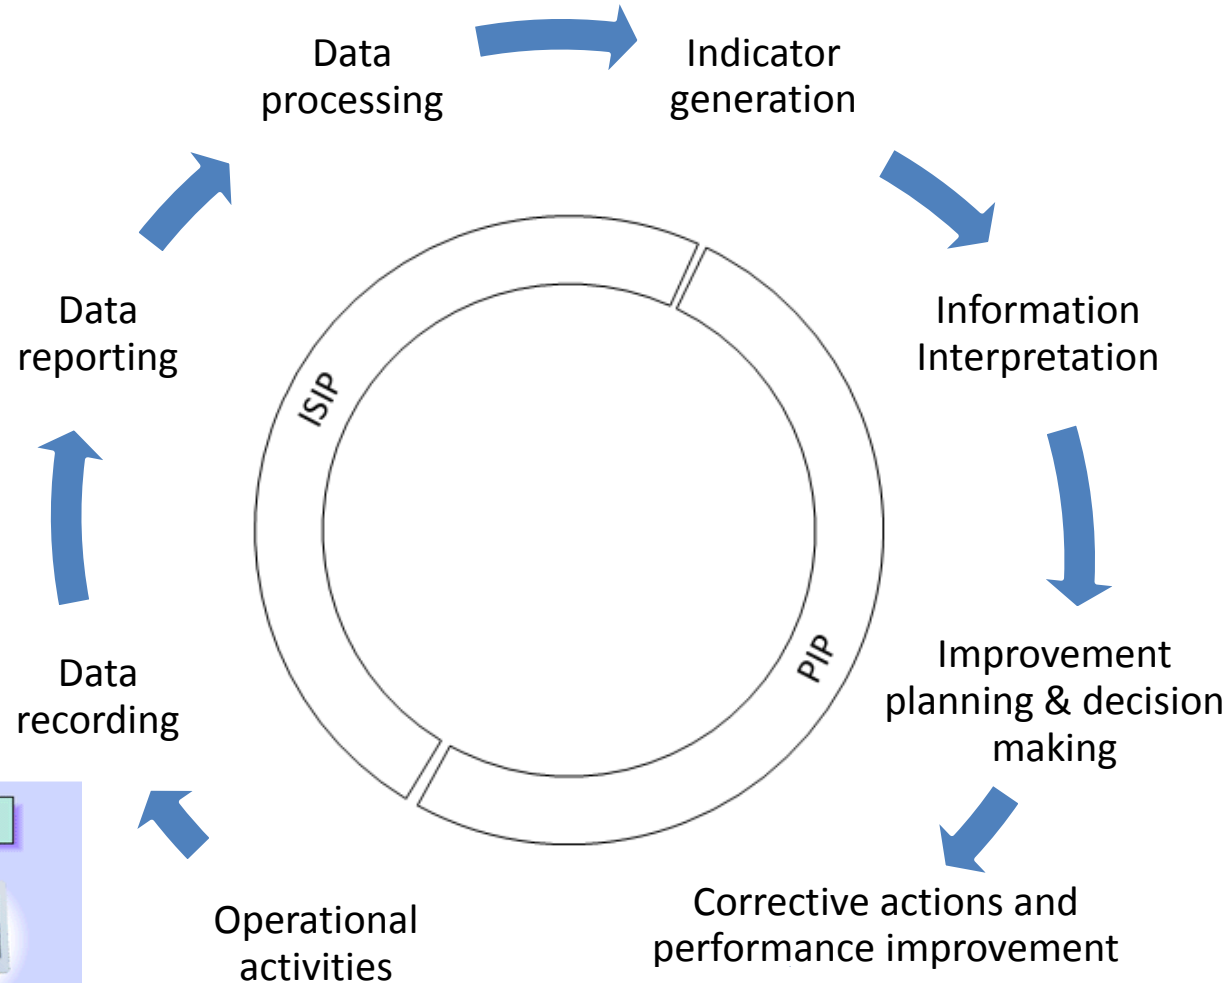 Data
processing
Indicator
generation
Data
reporting
Information
Interpretation
ISIP
PIP
Data
recording
Improvement
planning & decision
making
Operational
activities
Corrective actions and
performance improvement